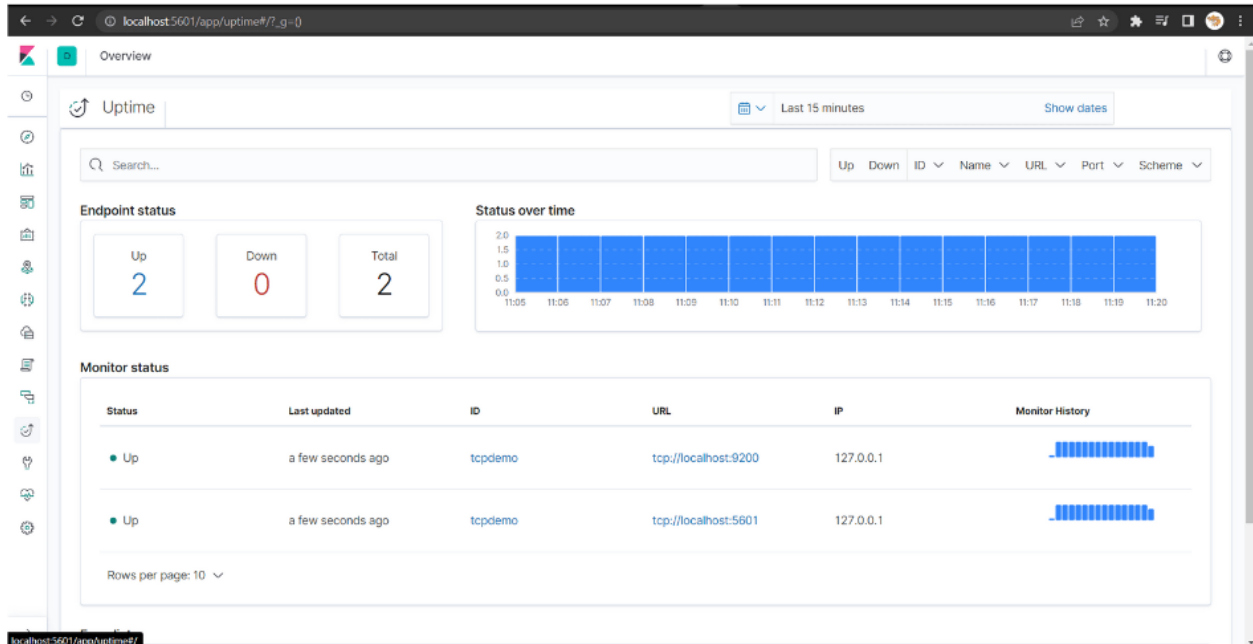 localhost:5601/app/uptime#/?_g=()
D Overview
Uptime
Last 15 minutes Show dates
Search... Up Down ID Name URL Port Scheme
Endpoint status Status over time
Up Down Total
2 0 2
2.0
1.5
1.0
0.5
0.0
11:05 11:06 11:07 11:08 11:09 11:10 11:11 11:12 11:13 11:14 11:15 11:16 11:17 11:18 11:19 11:20
Monitor status
Status Last updated ID URL IP Monitor History
Up a few seconds ago tcpdemo tcp://localhost:9200 127.0.0.1
Up a few seconds ago tcpdemo tcp://localhost:5601 127.0.0.1
Rows per page: 10
localhost:5601/app/uptime#/